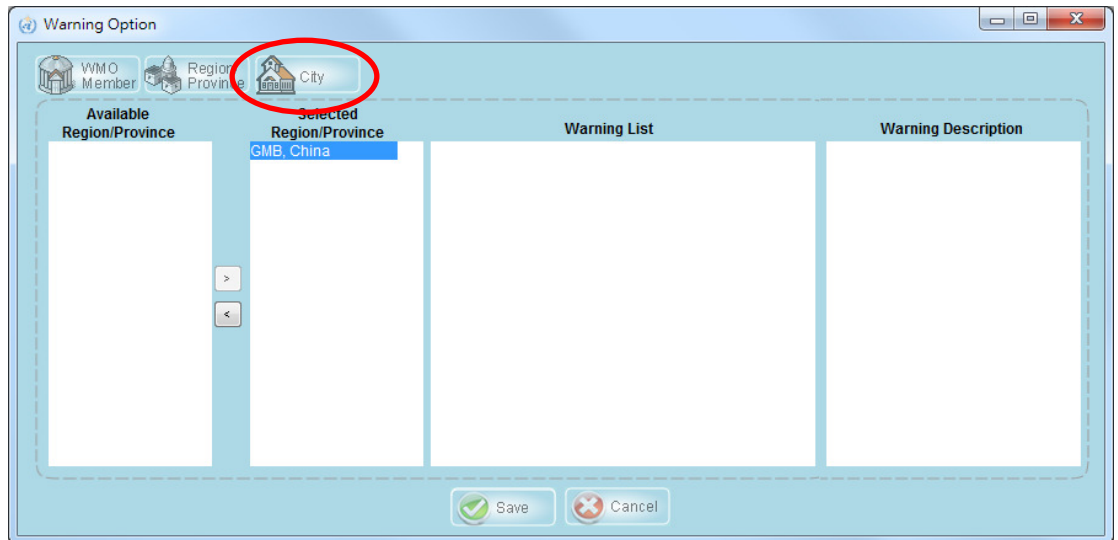 Warning Option
WMO
Member
Region
Province
City
Available
Region/Province
Selected
Region/Province
Warning List
Warning Description
GMB, China
>
<
Save
Cancel